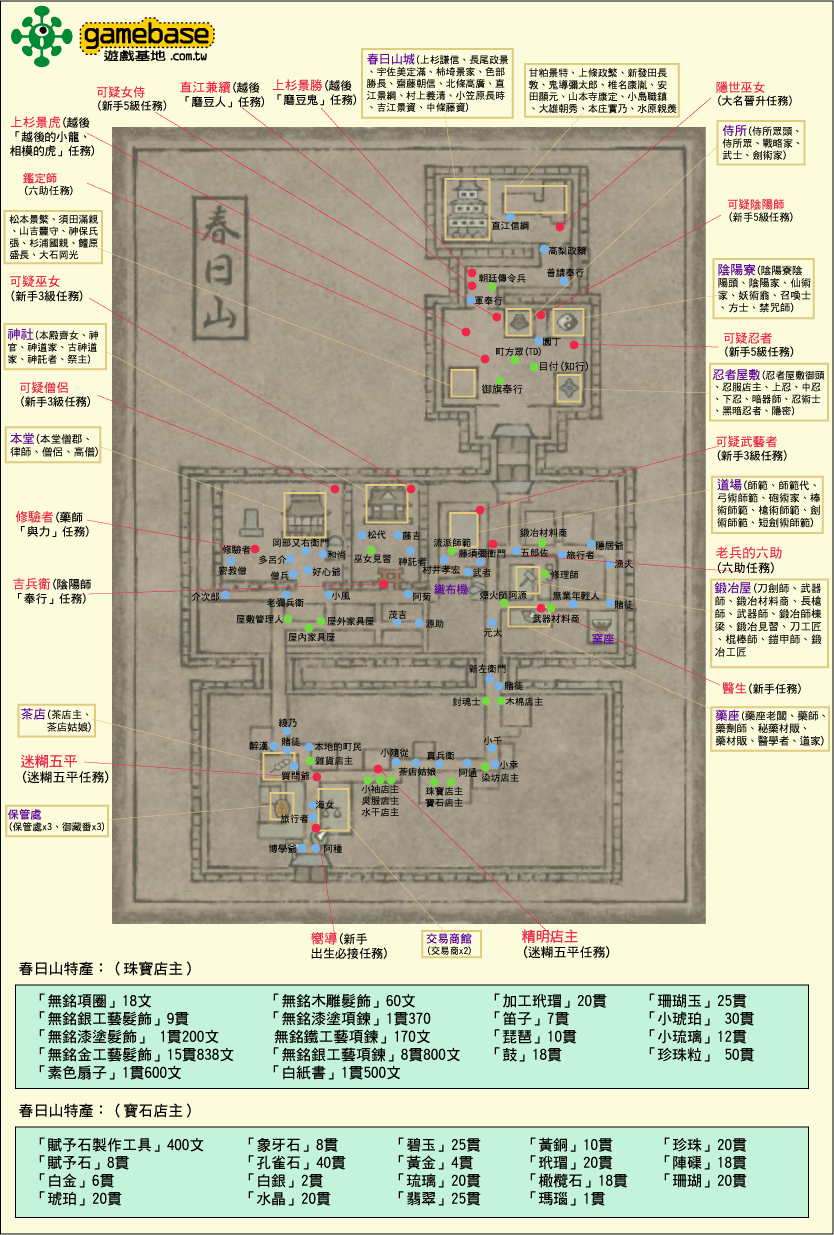 gamebase
遊戲基地.com.tw
春日山城(上杉謙信、長尾政景
、宇佐美定滿、柿埼景家、色部
勝長、齋藤朝信、北條高廣、直
江景綱、村上義清、小笠原長時
、吉江景資、中條藤資)
甘粕景特、上條政繁、新發田長
敦、鬼導彌太郎、椎名康胤、安
田顯元、山本寺康定、小島職鎮
、大熊朝秀、本庄實乃、水原親羨
隱世巫女
(大名晉升任務)
侍所(侍所眾頭、
侍所眾、戰略家、
武士、劍術家)
可疑陰陽師
(新手5級任務)
陰陽寮(陰陽寮陰
陽頭、陰陽家、仙術
家、妖術翁、召喚士
、方士、禁咒師)
可疑忍者
(新手5級任務)
忍者屋敷(忍者屋敷御頭
、忍服店主、上忍、中忍
、下忍、暗器師、忍術士
、黑暗忍者、隱密)
可疑武藝者
(新手3級任務)
道場(師範、師範代、
弓術師範、砲術家、棒
術師範、槍術師範、劍
術師範、短劍術師範)
老兵的六助
(六助任務)
鍛冶屋(刀劍師、武器
師、鍛冶材料商、長槍
師、武器師、鍛冶師棟
梁、鍛冶見習、刀工匠
、棍棒師、鎧甲師、鍛
冶工匠
醫生(新手任務)
藥座(藥座老闆、藥師、
藥劑師、秘藥材販、
藥材販、醫學者、道家)
可疑女侍
(新手5級任務)
直江兼續(越後
「磨豆人」任務)
上杉景勝(越後
「磨豆鬼」任務)
上杉景虎(越後
「越後的小龍、
相模的虎」任務)
鑑定師
(六助任務)
松本景繁、須田滿親
、山吉豐守、神保氏
張、杉浦國親、鰺原
盛長、大石岡光
可疑巫女
(新手3級任務)
神社(本殿齊女、神
官、神道家、古神道
家、神託者、祭主)
可疑僧侶
(新手3級任務)
本堂(本堂僧都、
律師、僧侶、高僧)
修驗者(藥師
「與力」任務)
吉兵衛(陰陽師
「奉行」任務)
茶店(茶店主、
茶店姑娘)
迷糊五平
(迷糊五平任務)
保管處
(保管處x3、御藏番x3)
嚮導(新手
出生必接任務)
交易商館
(交易商x2)
精明店主
(迷糊五平任務)
春日山
直江信綱
高梨政賴
朝廷傳令兵
普請奉行
軍奉行
園丁
町方眾(TD)
目付(知行)
御旗奉行
岡部又右衛門
修驗者
和尚
多呂介
密教僧
僧兵
好心爺
介次郎
老彌兵衛
小風
屋敷管理人
屋外家具屋
屋內家具屋
松代
藤吉
巫女見習
神託者
阿菊
茂吉
源助
流派師範
鍛冶材料商
藤須彌衛門
五郎佐
旅行者
隱居爺
漁夫
村井孝宏
武者
修理師
織布機
煙火師阿源
無業年輕人
賭徒
武器材料商
窯座
元太
新左衛門
賭徒
封魂士
木棉店主
綾乃
賭徒
醉漢
本地的町民
雜貨店主
質問爺
小隨從
真兵衛
小千
茶店姑娘
阿通
小幸
染坊店主
小袖店主
吳服店主
水干店主
珠寶店主
寶石店主
海女
旅行者
博學爺
阿種
春日山特產：（珠寶店主）
「無銘項圈」18文
「無銘木雕髮飾」60文
「加工玳瑁」20貫
「珊瑚玉」25貫
「無銘銀工藝髮飾」9貫
「無銘漆塗項鍊」1貫370
「笛子」7貫
「小琥珀」 30貫
「無銘漆塗髮飾」 1貫200文
無銘鐵工藝項鍊」170文
「琵琶」10貫
「小琉璃」12貫
「無銘金工藝髮飾」15貫838文
「無銘銀工藝項鍊」8貫800文
「鼓」18貫
「珍珠粒」 50貫
「素色扇子」1貫600文
「白紙書」1貫500文
春日山特產：（寶石店主）
「賦予石製作工具」400文
「象牙石」8貫
「碧玉」25貫
「黃銅」10貫
「珍珠」20貫
「賦予石」8貫
「孔雀石」40貫
「黃金」4貫
「玳瑁」20貫
「陣磲」18貫
「白金」6貫
「白銀」2貫
「琉璃」20貫
「橄欖石」18貫
「珊瑚」20貫
「琥珀」20貫
「水晶」20貫
「翡翠」25貫
「瑪瑙」1貫